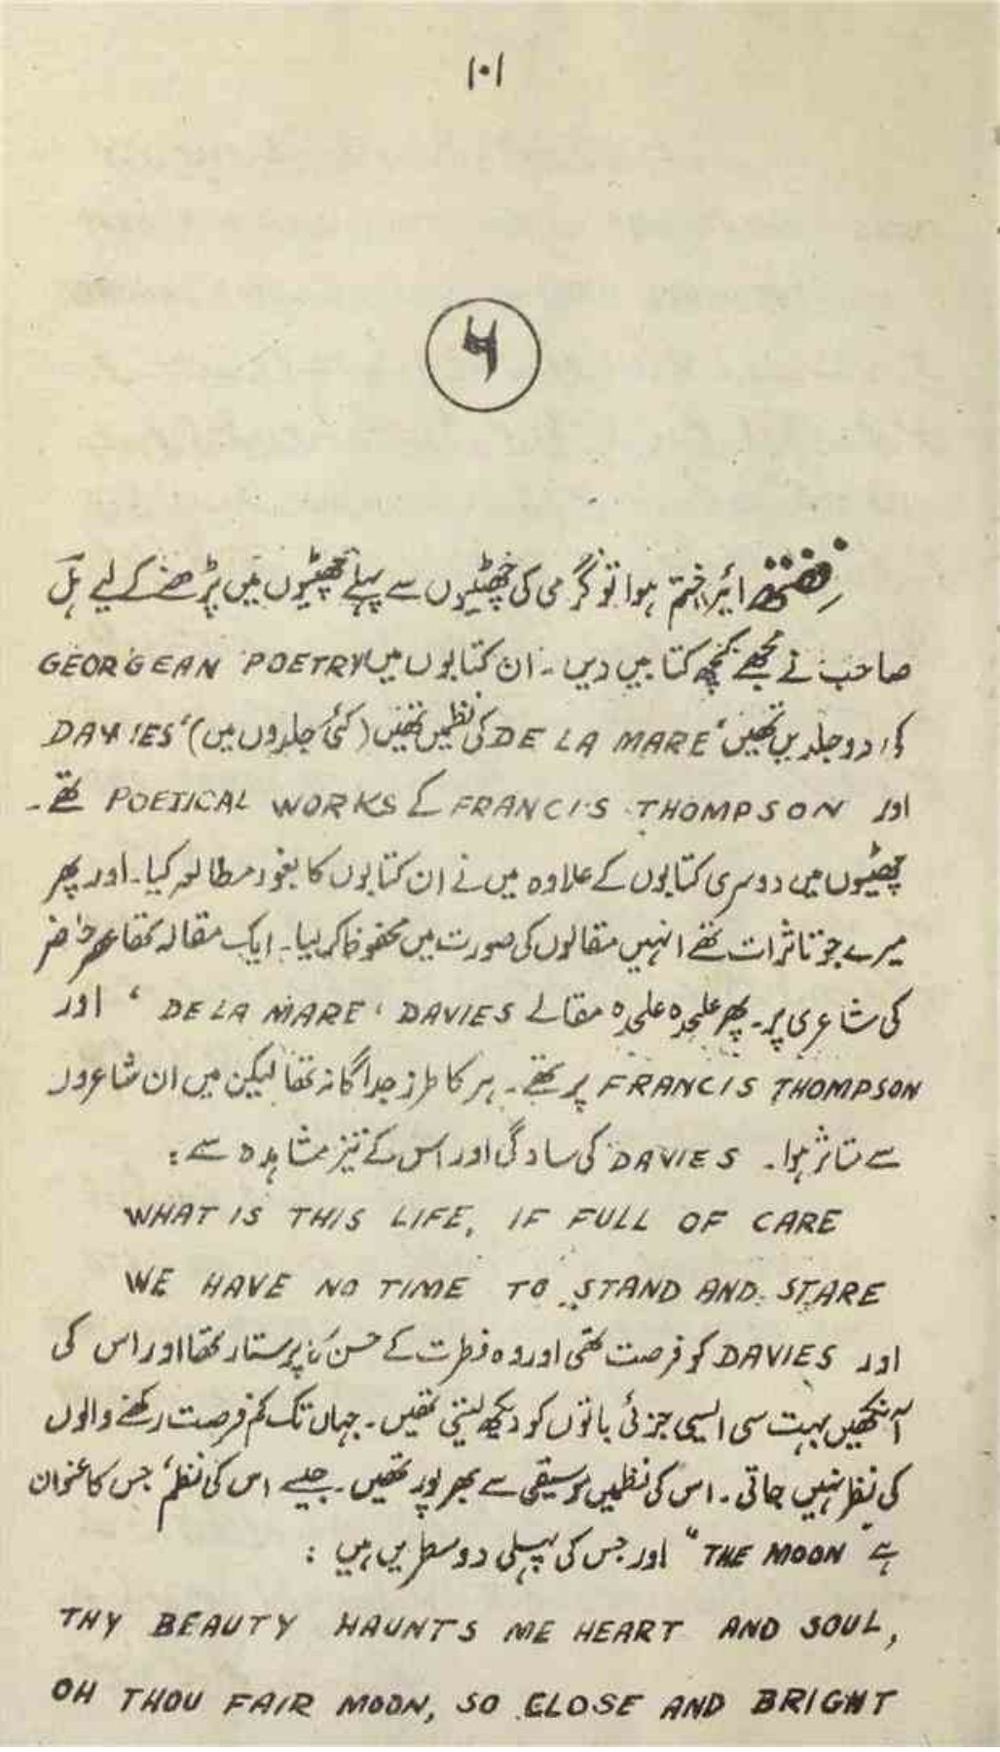 ۱۰۱
۴
ففتھ ائیر ختم ہوا تو گرمی کی چھٹیوں سے پہلے چھٹیوں میں پڑھنے کے لیے ہل
صاحب نے مجھے کچھ کتابیں دیں ۔ ان کتابوں میں GEORGEAN POETRY
کی دو جلدیں تھیں، DE LA MARE کی نظمیں تھیں (کئی جلدوں میں)، DAVIES
اور FRANCIS THOMPSON کے POETICAL WORKS تھے ۔
چھٹیوں میں دوسری کتابوں کے علاوہ میں نے ان کتابوں کا بغور مطالعہ کیا ۔ اور پھر
میرے جو تاثرات تھے انہیں مقالوں کی صورت میں محفوظ کر لیا ۔ ایک مقالہ تھا عصر حاضر
کی شاعری پر ۔ پھر علیحدہ علیحدہ مقالے DE LA MARE، DAVIES، اور
FRANCIS THOMPSON پر تھے ۔ ہر کا طرز جداگانہ تھا لیکن میں ان شاعروں
سے متاثر ہوا ۔ DAVIES کی سادگی اور اس کے تیز مشاہدہ سے :
WHAT IS THIS LIFE, IF FULL OF CARE
WE HAVE NO TIME TO STAND AND STARE
اور DAVIES کو فرصت تھی اور وہ فطرت کے حسن کا پرستار تھا اور اس کی
آنکھیں بہت سی ایسی جزئی باتوں کو دیکھ لیتی تھیں ۔ جہاں تک کم فرصت رکھنے والوں
کی نظر نہیں جاتی ۔ اس کی نظمیں موسیقی سے بھرپور تھیں ۔ جیسے اس کی نظم، جس کا عنوان
ہے "THE MOON" اور جس کی پہلی دو سطریں ہیں :
THY BEAUTY HAUNTS ME HEART AND SOUL,
OH THOU FAIR MOON, SO CLOSE AND BRIGHT